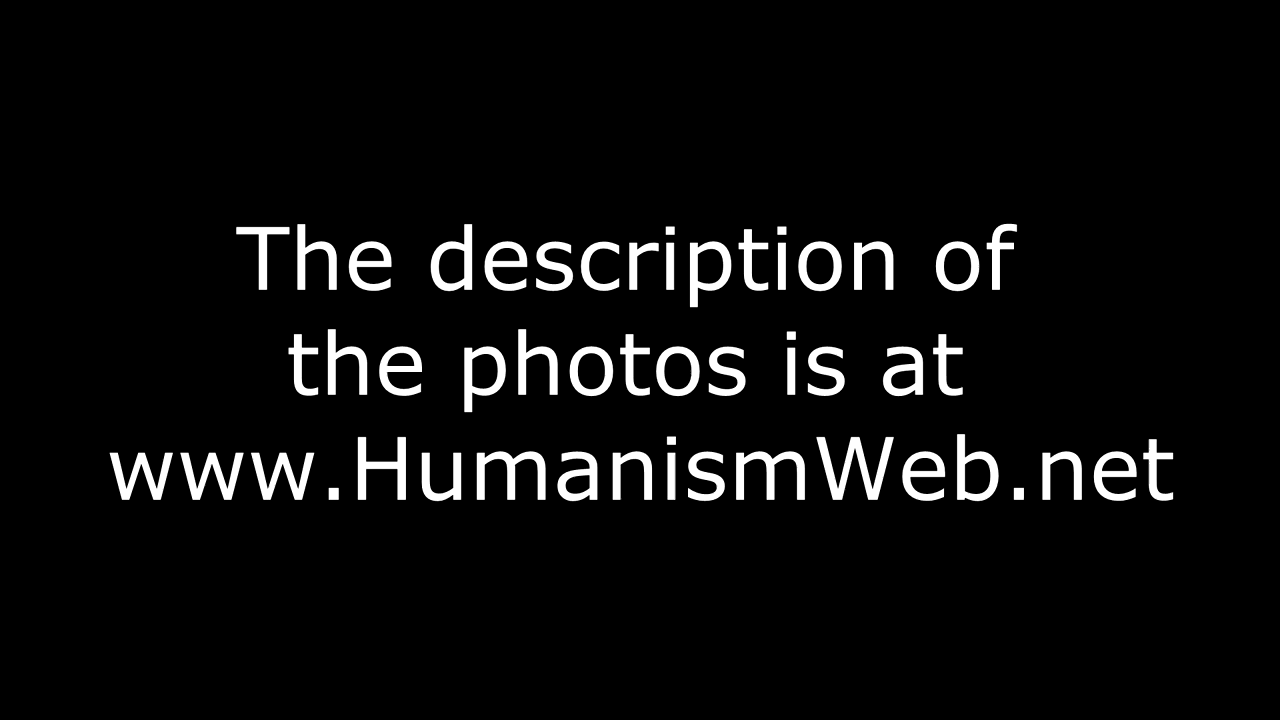 The description of
the photos is at
www.HumanismWeb.net